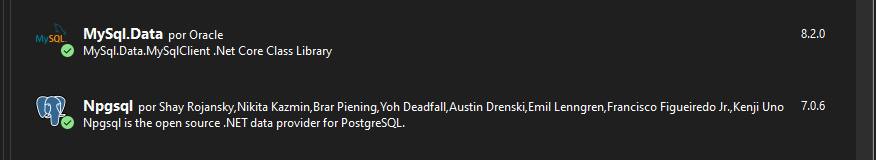 MySql.Data por Oracle 8.2.0
MySql.Data.MySqlClient .Net Core Class Library
MySQL
Npgsql por Shay Rojansky,Nikita Kazmin,Brar Piening,Yoh Deadfall,Austin Drenski,Emil Lenngren,Francisco Figueiredo Jr.,Kenji Uno 7.0.6
Npgsql is the open source .NET data provider for PostgreSQL.